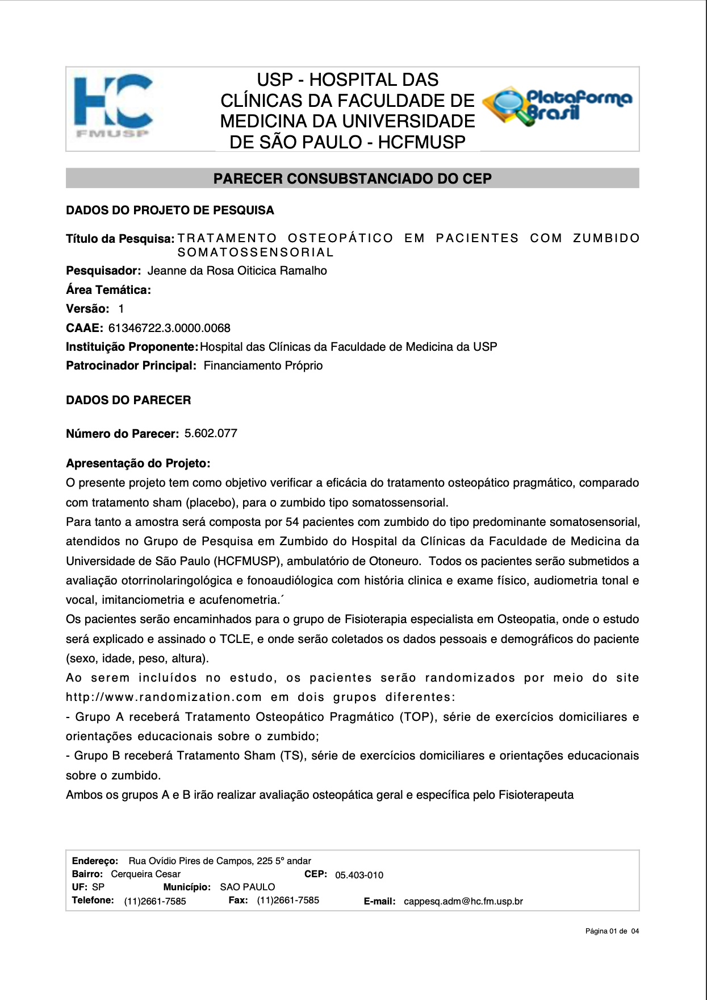 HC
FMUSP
USP - HOSPITAL DAS
CLÍNICAS DA FACULDADE DE
MEDICINA DA UNIVERSIDADE
DE SÃO PAULO - HCFMUSP
Plataforma
Brasil
PARECER CONSUBSTANCIADO DO CEP
DADOS DO PROJETO DE PESQUISA
Título da Pesquisa: TRATAMENTO OSTEOPÁTICO EM PACIENTES COM ZUMBIDO
SOMATOSSENSORIAL
Pesquisador: Jeanne da Rosa Oiticica Ramalho
Área Temática:
Versão: 1
CAAE: 61346722.3.0000.0068
Instituição Proponente: Hospital das Clínicas da Faculdade de Medicina da USP
Patrocinador Principal: Financiamento Próprio
DADOS DO PARECER
Número do Parecer: 5.602.077
Apresentação do Projeto:
O presente projeto tem como objetivo verificar a eficácia do tratamento osteopático pragmático, comparado
com tratamento sham (placebo), para o zumbido tipo somatossensorial.
Para tanto a amostra será composta por 54 pacientes com zumbido do tipo predominante somatosensorial,
atendidos no Grupo de Pesquisa em Zumbido do Hospital da Clínicas da Faculdade de Medicina da
Universidade de São Paulo (HCFMUSP), ambulatório de Otoneuro. Todos os pacientes serão submetidos a
avaliação otorrinolaringológica e fonoaudióIogica com história clinica e exame físico, audiometria tonal e
vocal, imitanciometria e acufenometria.´
Os pacientes serão encaminhados para o grupo de Fisioterapia especialista em Osteopatia, onde o estudo
será explicado e assinado o TCLE, e onde serão coletados os dados pessoais e demográficos do paciente
(sexo, idade, peso, altura).
Ao serem incluídos no estudo, os pacientes serão randomizados por meio do site
http://www.randomization.com em dois grupos diferentes:
- Grupo A receberá Tratamento Osteopático Pragmático (TOP), série de exercícios domiciliares e
orientações educacionais sobre o zumbido;
- Grupo B receberá Tratamento Sham (TS), série de exercícios domiciliares e orientações educacionais
sobre o zumbido.
Ambos os grupos A e B irão realizar avaliação osteopática geral e específica pelo Fisioterapeuta
Endereço: Rua Ovídio Pires de Campos, 225 5º andar
Bairro: Cerqueira Cesar CEP: 05.403-010
UF: SP Município: SAO PAULO
Telefone: (11)2661-7585 Fax: (11)2661-7585 E-mail: cappesq.adm@hc.fm.usp.br
Página 01 de 04